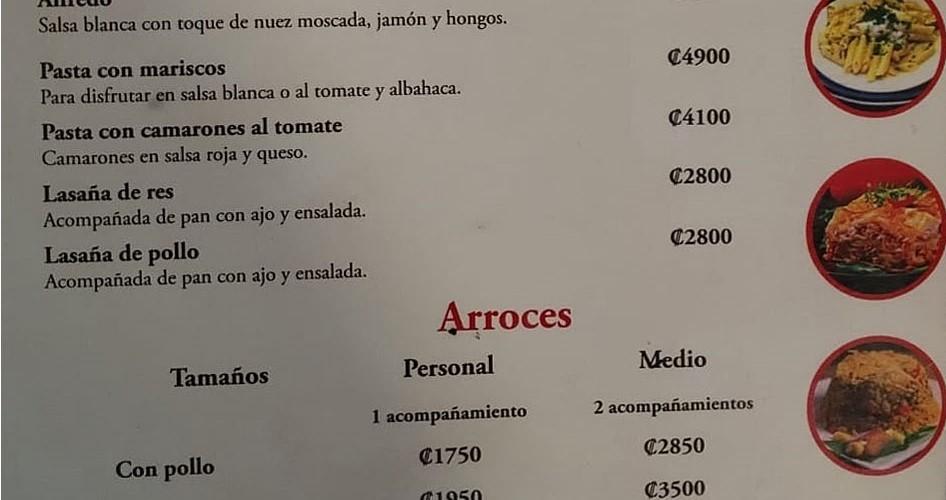 Alfredo
Salsa blanca con toque de nuez moscada, jamón y hongos.
Pasta con mariscos ₡4900
Para disfrutar en salsa blanca o al tomate y albahaca.
Pasta con camarones al tomate ₡4100
Camarones en salsa roja y queso.
Lasaña de res ₡2800
Acompañada de pan con ajo y ensalada.
Lasaña de pollo ₡2800
Acompañada de pan con ajo y ensalada.
Arroces
Tamaños Personal Medio
1 acompañamiento 2 acompañamientos
Con pollo ₡1750 ₡2850
₡1950 ₡3500